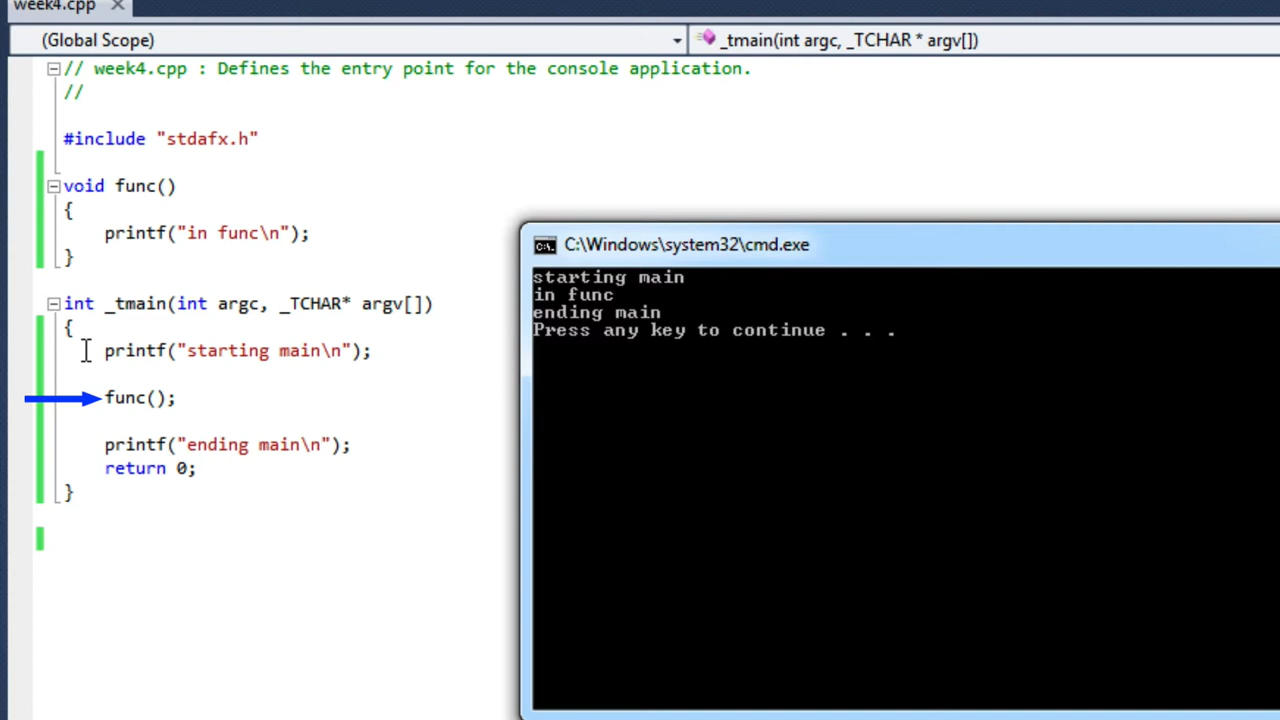 week4.cpp X
(Global Scope)
_tmain(int argc, _TCHAR * argv[])
// week4.cpp : Defines the entry point for the console application.
//
#include "stdafx.h"
void func()
{
printf("in func\n");
}
int _tmain(int argc, _TCHAR* argv[])
{
printf("starting main\n");
func();
printf("ending main\n");
return 0;
}
C:\Windows\system32\cmd.exe
starting main
in func
ending main
Press any key to continue . . .